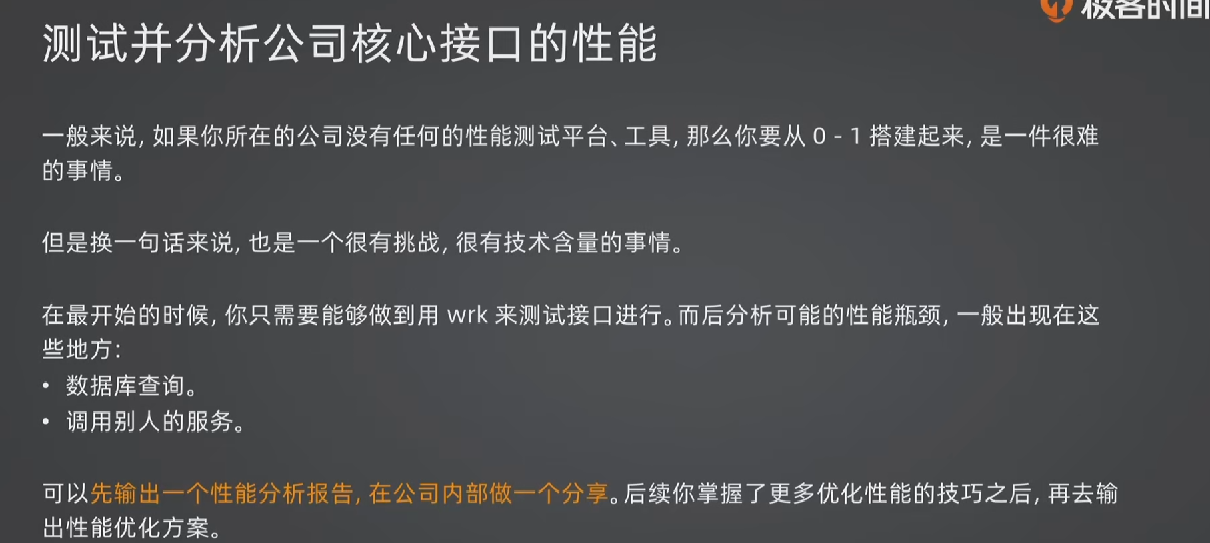 极客时间
测试并分析公司核心接口的性能
一般来说, 如果你所在的公司没有任何的性能测试平台、工具, 那么你要从 0 - 1 搭建起来, 是一件很难
的事情。
但是换一句话来说, 也是一个很有挑战, 很有技术含量的事情。
在最开始的时候, 你只需要能够做到用 wrk 来测试接口进行。而后分析可能的性能瓶颈, 一般出现在这
些地方:
• 数据库查询。
• 调用别人的服务。
可以先输出一个性能分析报告, 在公司内部做一个分享。后续你掌握了更多优化性能的技巧之后, 再去输
出性能优化方案。